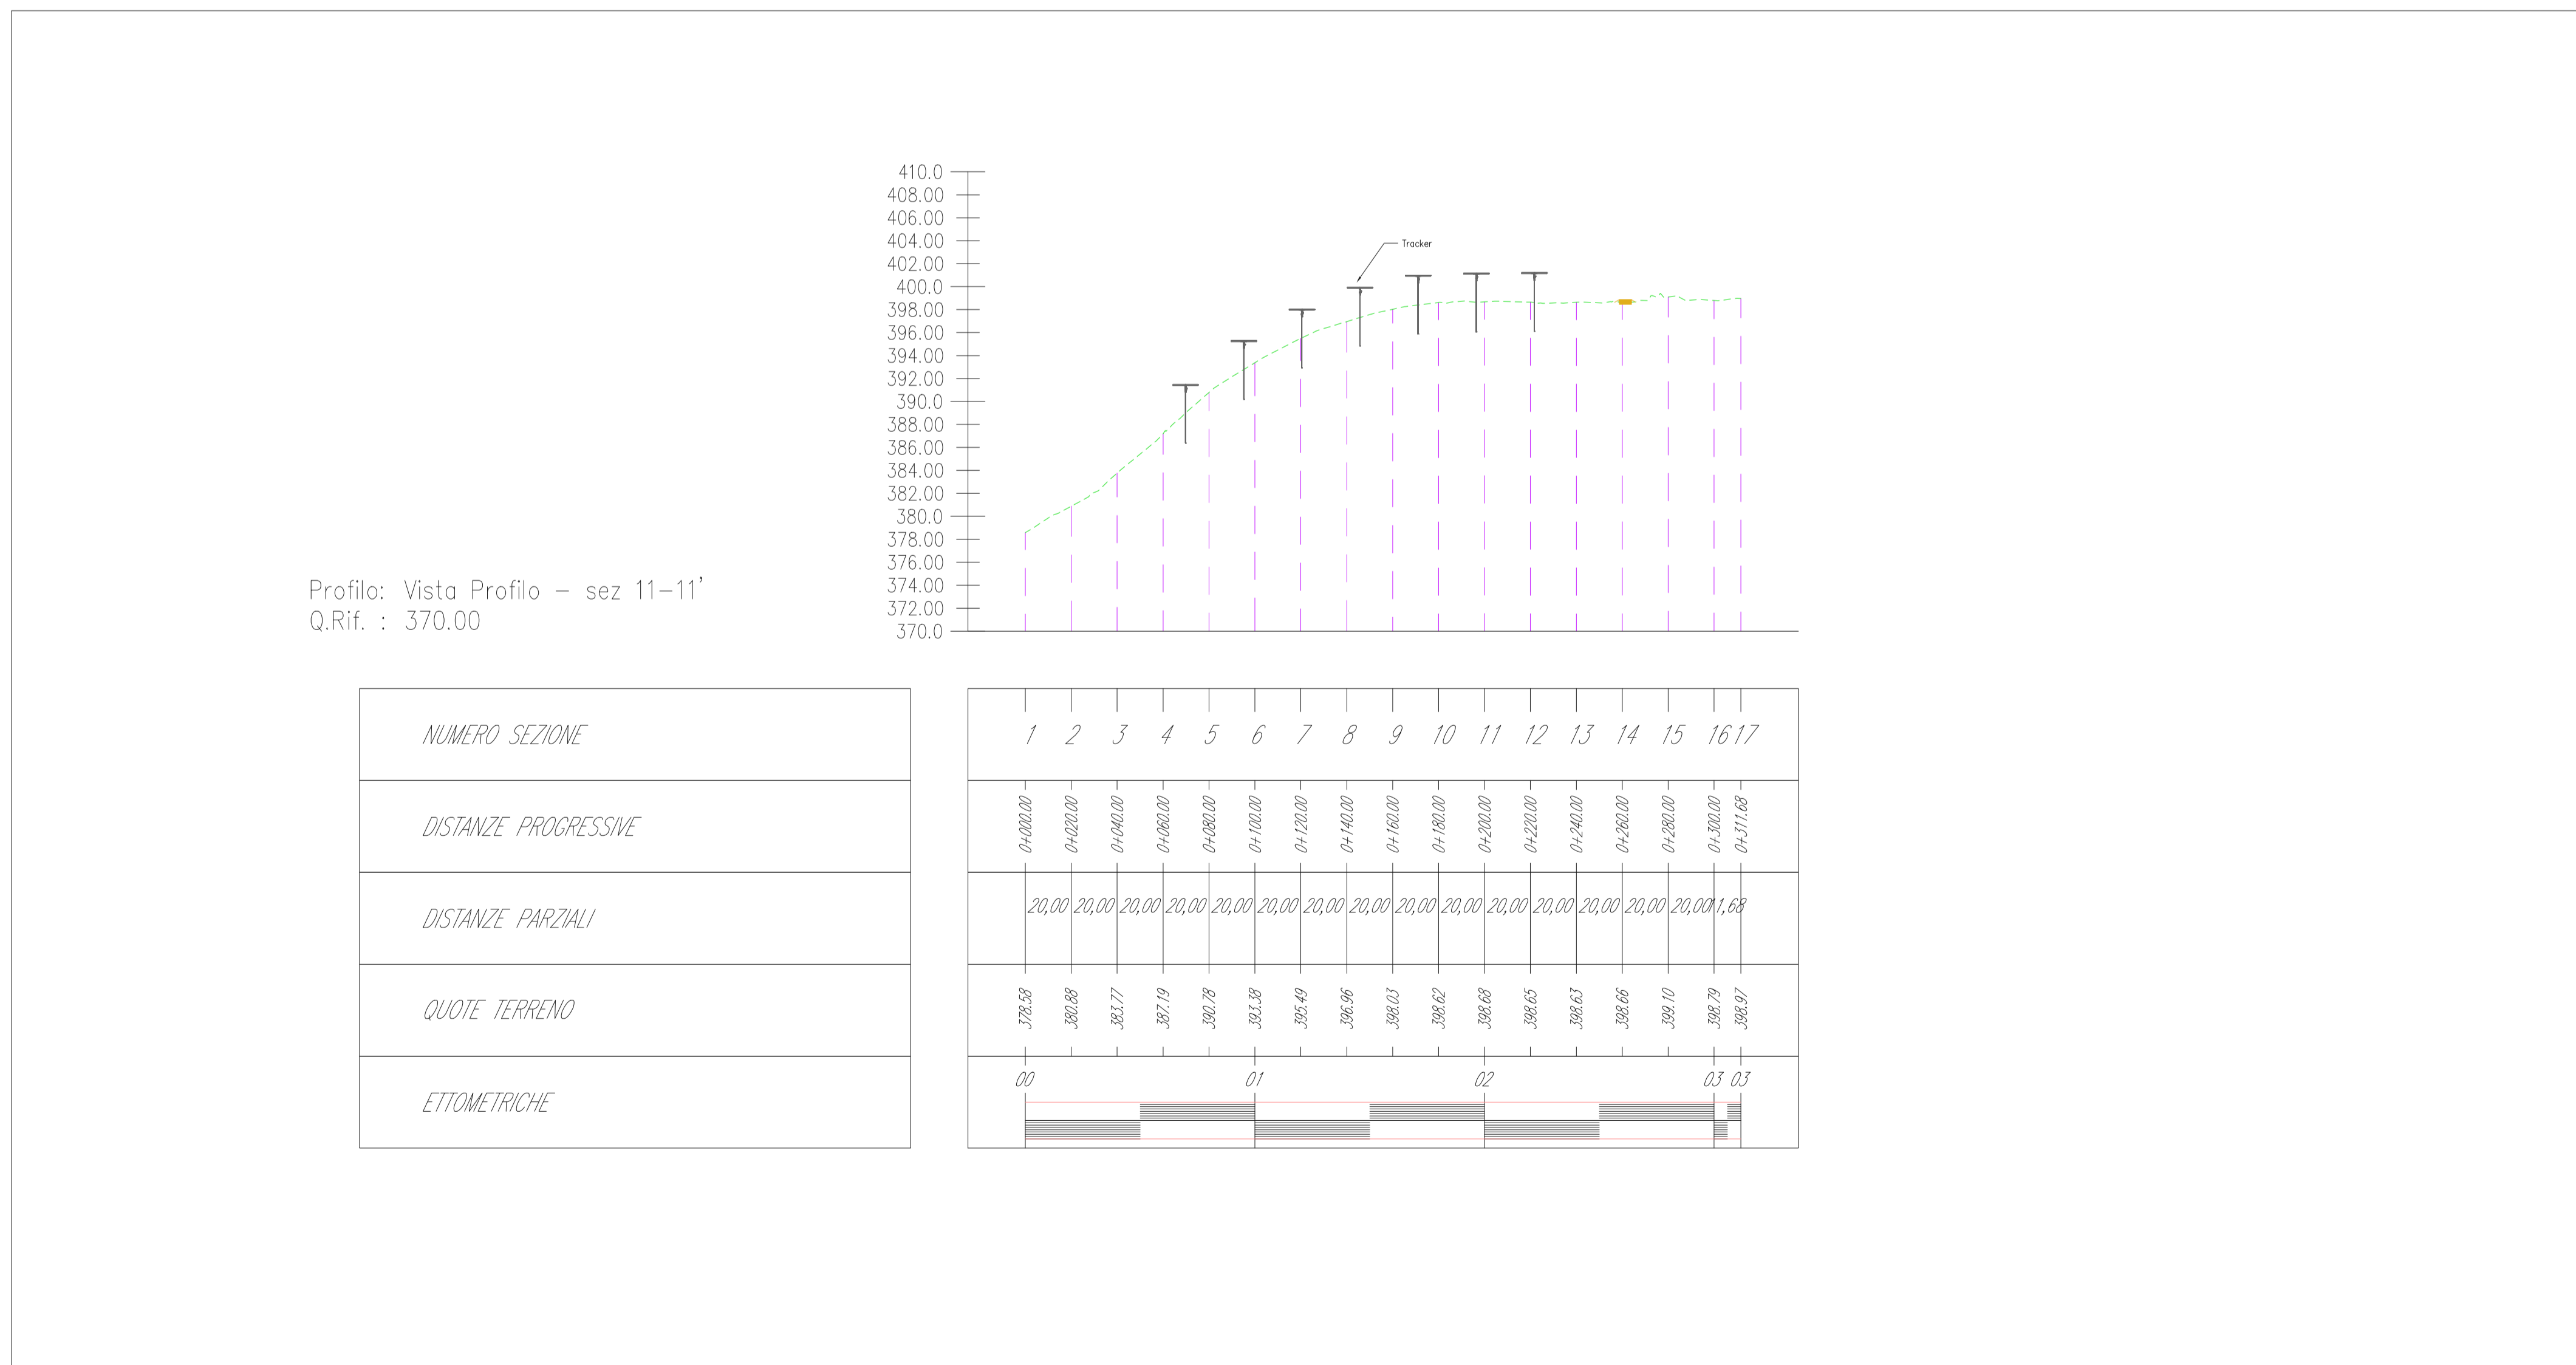 410.0
408.00
406.00
404.00
402.00
400.0
398.00
396.00
394.00
392.00
390.0
388.00
386.00
384.00
382.00
380.0
378.00
376.00
374.00
372.00
370.0
Tracker
Profilo: Vista Profilo – sez 11–11'
Q.Rif. : 370.00
NUMERO SEZIONE 1 2 3 4 5 6 7 8 9 10 11 12 13 14 15 16 17
DISTANZE PROGRESSIVE 0+000.00 0+020.00 0+040.00 0+060.00 0+080.00 0+100.00 0+120.00 0+140.00 0+160.00 0+180.00 0+200.00 0+220.00 0+240.00 0+260.00 0+280.00 0+300.00 0+311.68
DISTANZE PARZIALI 20,00 20,00 20,00 20,00 20,00 20,00 20,00 20,00 20,00 20,00 20,00 20,00 20,00 20,00 20,00 11,68
QUOTE TERRENO 378.58 380.88 383.77 387.19 390.78 393.38 395.49 396.96 398.03 398.62 398.68 398.65 398.63 398.66 399.10 398.79 398.97
ETTOMETRICHE 00 01 02 03 03